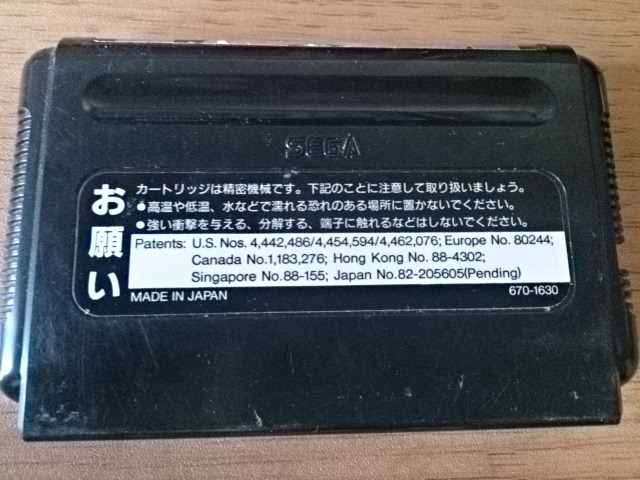 SEGA
お願い
カートリッジは精密機械です。下記のことに注意して取り扱いましょう。
●高温や低温、水などで濡れる恐れのある場所に置かないでください。
●強い衝撃を与える、分解する、端子に触れるなどはしないでください。
Patents: U.S. Nos. 4,442,486/4,454,594/4,462,076; Europe No. 80244;
Canada No.1,183,276; Hong Kong No. 88-4302;
Singapore No.88-155; Japan No.82-205605(Pending)
MADE IN JAPAN
670-1630